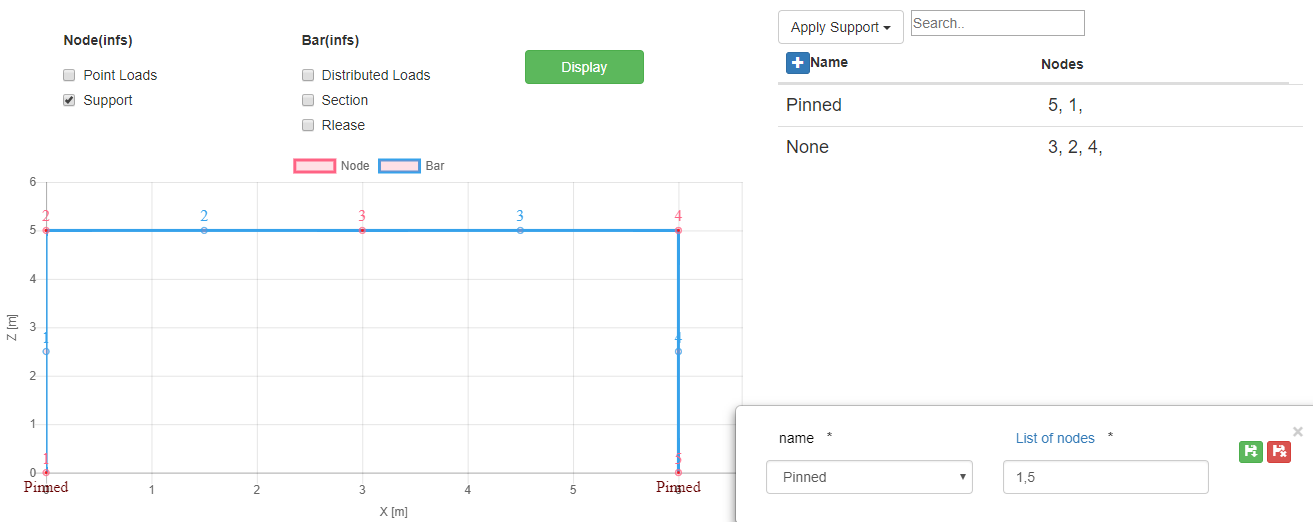 Node(infs)
Point Loads
Support
Bar(infs)
Distributed Loads
Section
Rlease
Display
Node Bar
6
5
4
3
2
1
0
Z [m]
2 2 3 3 4
1 4
1
Pinned Pinned
1 2 3 4 5 6
X [m]
Apply Support Search..
Name Nodes
Pinned 5, 1,
None 3, 2, 4,
name * List of nodes * ×
Pinned 1,5